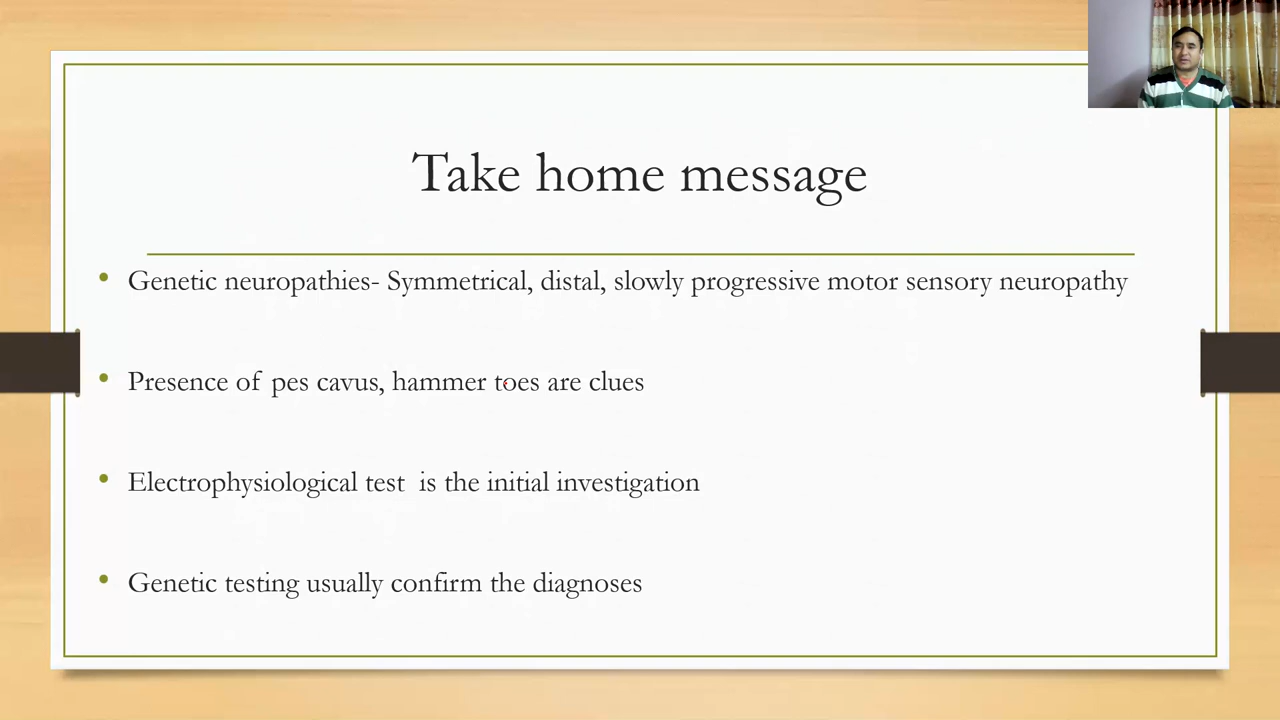 Take home message
Genetic neuropathies- Symmetrical, distal, slowly progressive motor sensory neuropathy
Presence of pes cavus, hammer toes are clues
Electrophysiological test  is the initial investigation
Genetic testing usually confirm the diagnoses